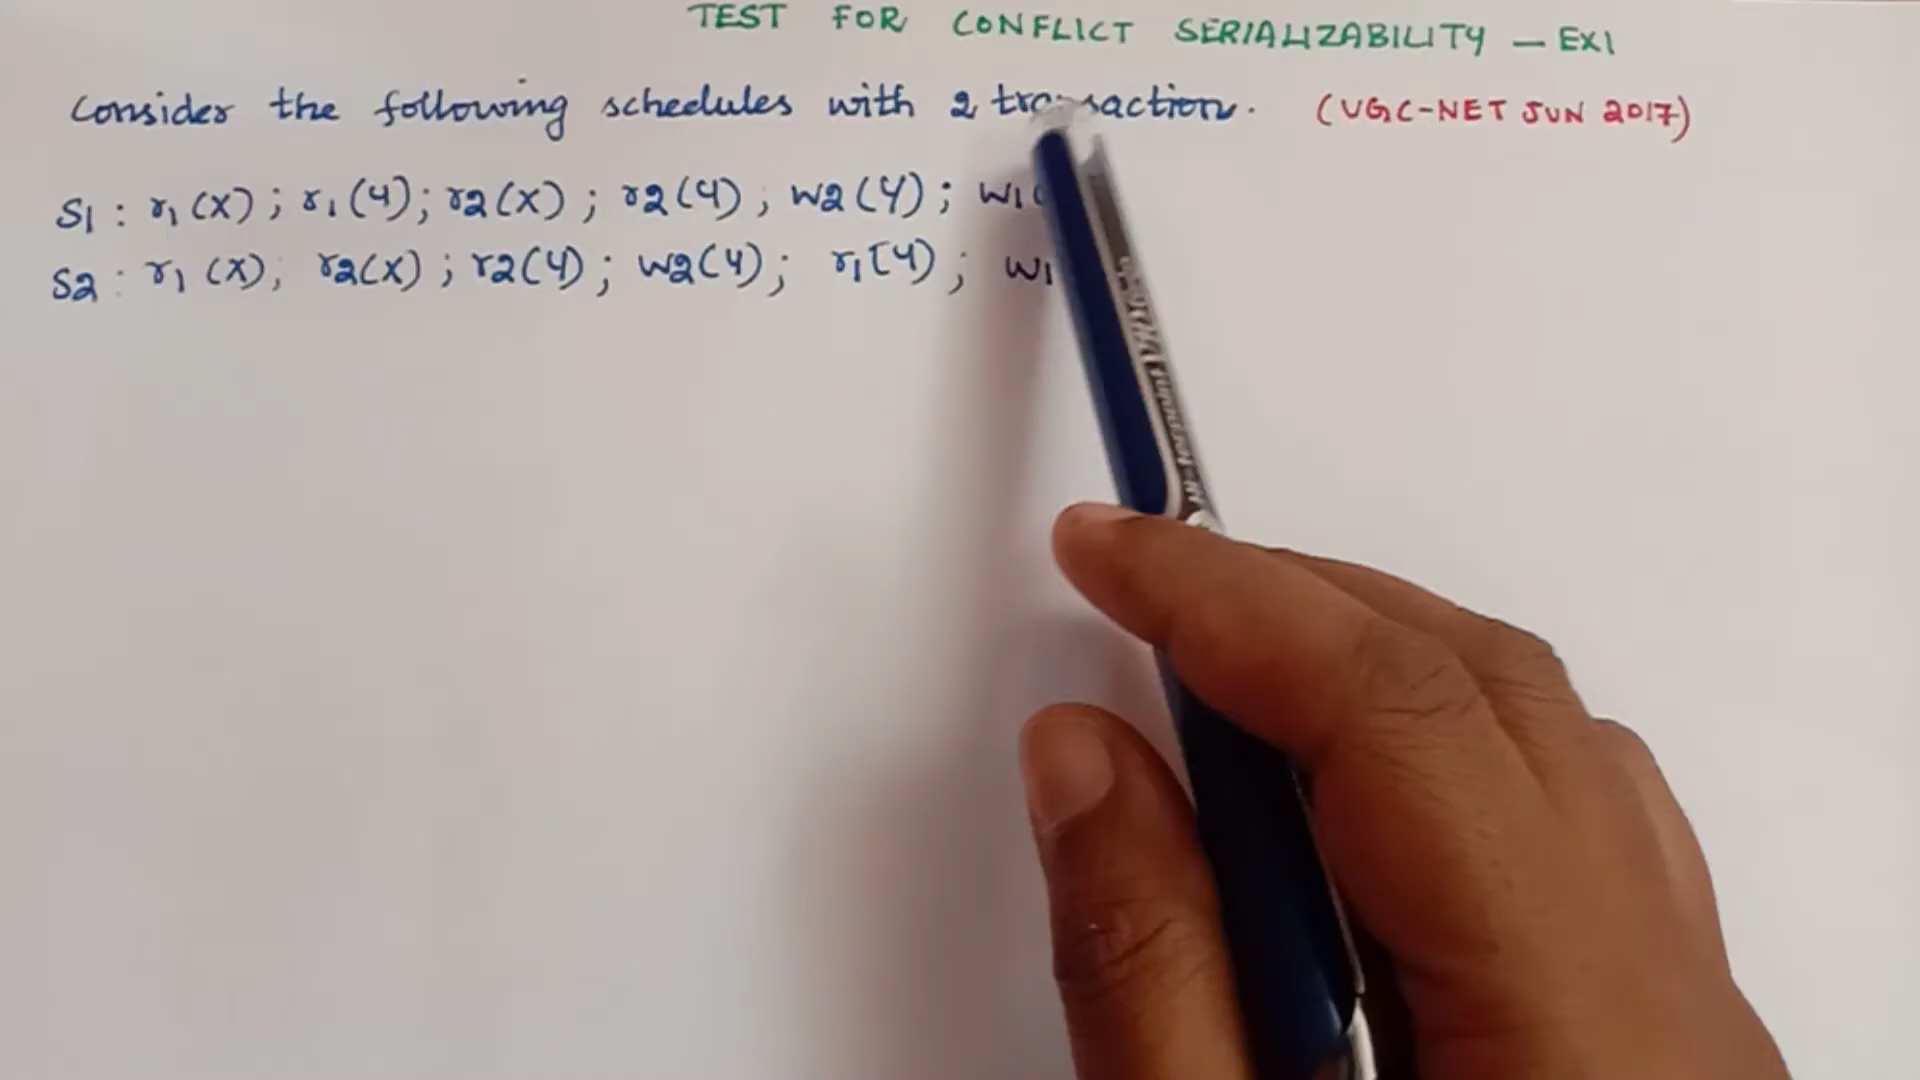 TEST FOR CONFLICT SERIALIZABILITY - EX1
Consider the following schedules with 2 transaction. (UGC-NET JUN 2017)
S1 : r1(X); r1(Y); r2(X); r2(Y); w2(Y); w1(
S2 : r1(X); r2(X); r2(Y); w2(Y); r1(Y); w1